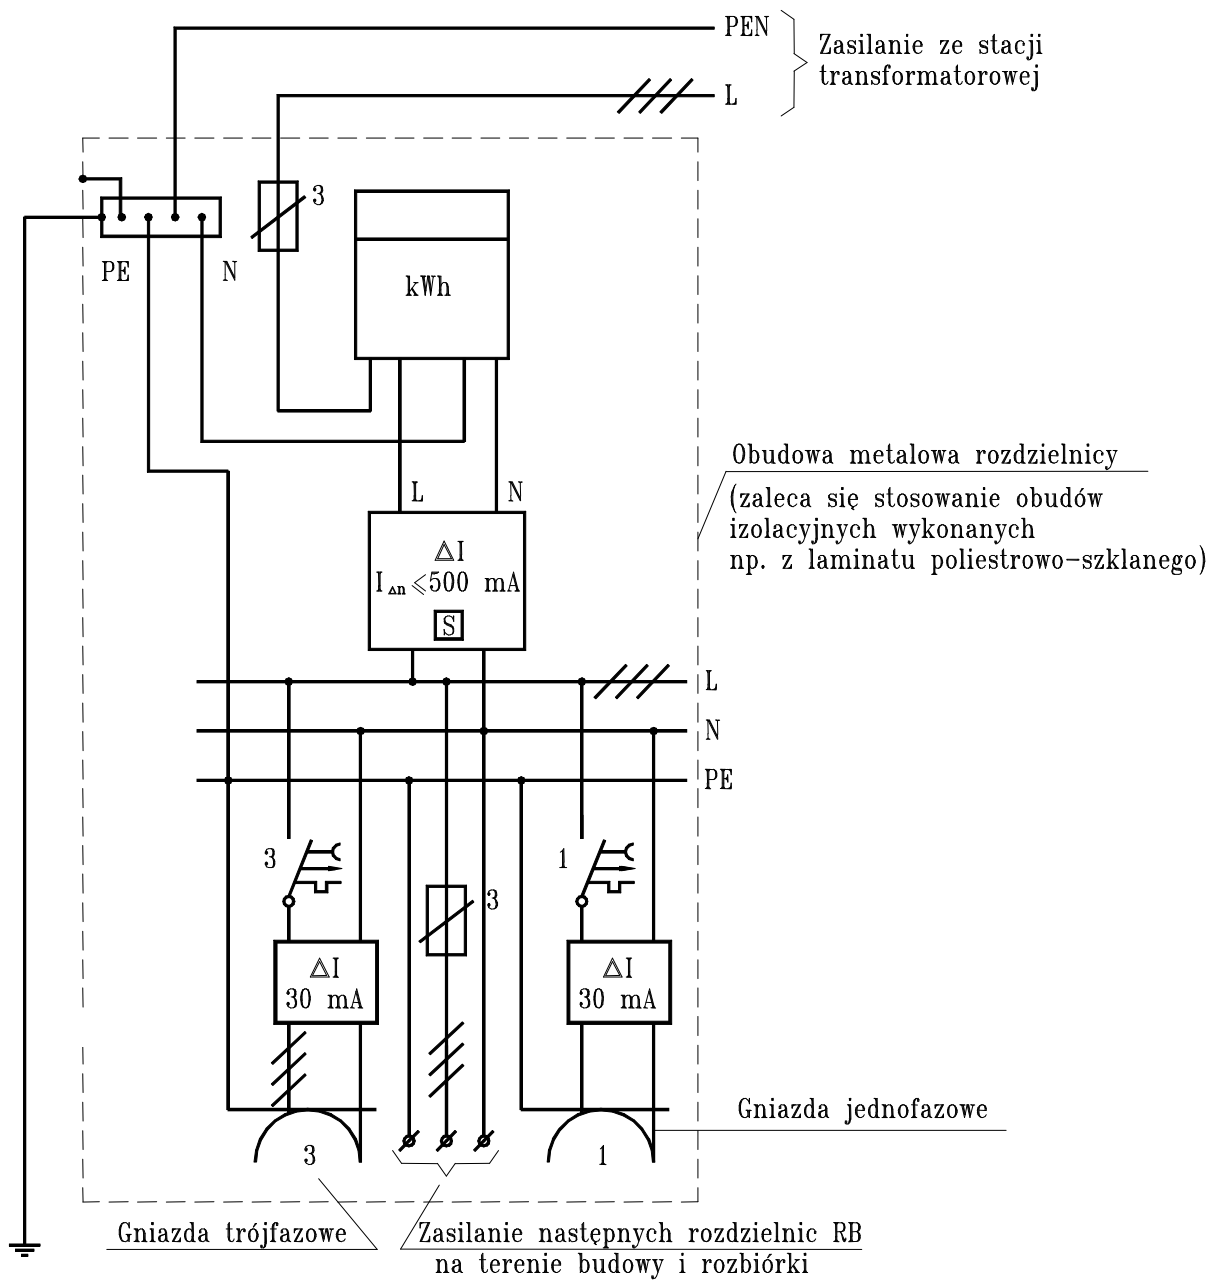 PEN
Zasilanie ze stacji
transformatorowej
L
3
PE
N
kWh
Obudowa metalowa rozdzielnicy
(zaleca się stosowanie obudów
izolacyjnych wykonanych
np. z laminatu poliestrowo-szklanego)
L
N
ΔI
I Δn ⩽500 mA
S
L
N
PE
3
1
3
ΔI
30 mA
ΔI
30 mA
Gniazda jednofazowe
3
1
Gniazda trójfazowe
Zasilanie następnych rozdzielnic RB
na terenie budowy i rozbiórki